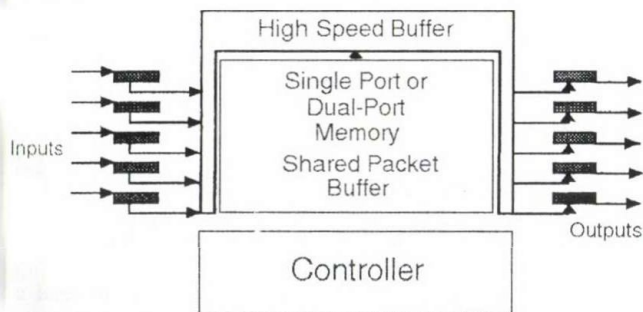 High Speed Buffer
Single Port or
Dual-Port
Memory
Shared Packet
Buffer
Inputs
Outputs
Controller